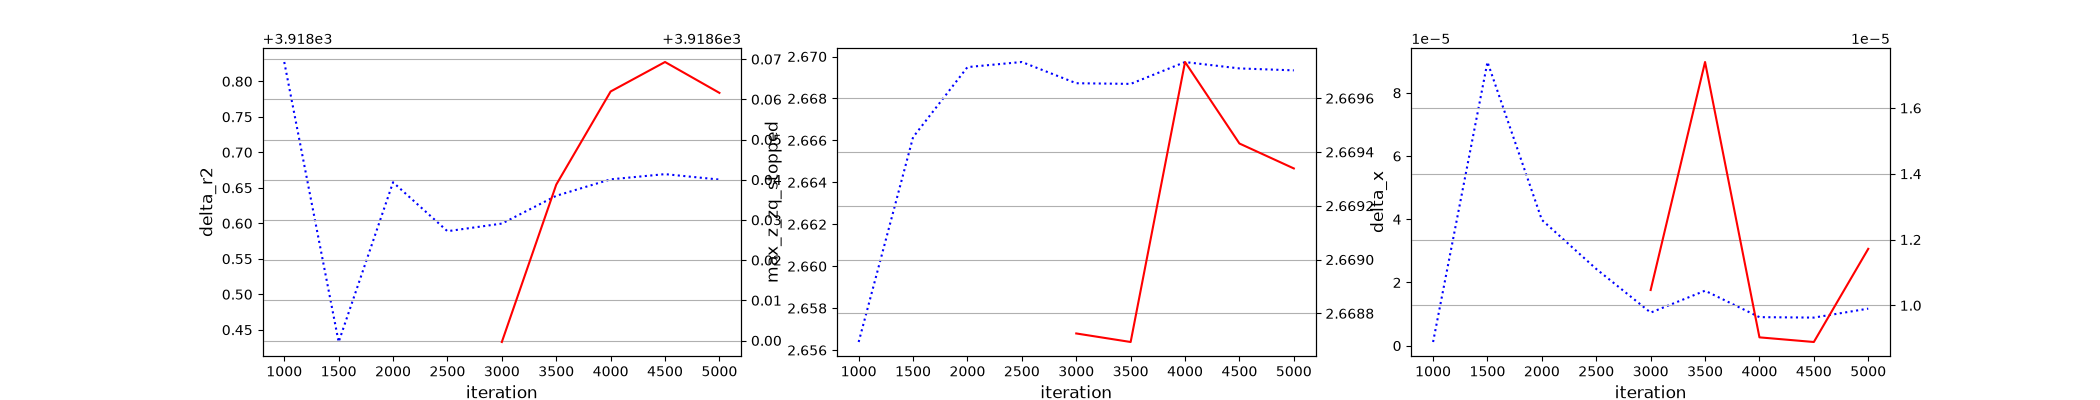 +3.918e3
+3.9186e3
delta_r2
0.80
0.75
0.70
0.65
0.60
0.55
0.50
0.45
0.07
0.06
0.05
0.04
0.03
0.02
0.01
0.00
1000 1500 2000 2500 3000 3500 4000 4500 5000
iteration
max_z_zq_stopped
2.670
2.668
2.666
2.664
2.662
2.660
2.658
2.656
2.6696
2.6694
2.6692
2.6690
2.6688
1000 1500 2000 2500 3000 3500 4000 4500 5000
iteration
1e−5
1e−5
delta_x
8
6
4
2
0
1.6
1.4
1.2
1.0
1000 1500 2000 2500 3000 3500 4000 4500 5000
iteration